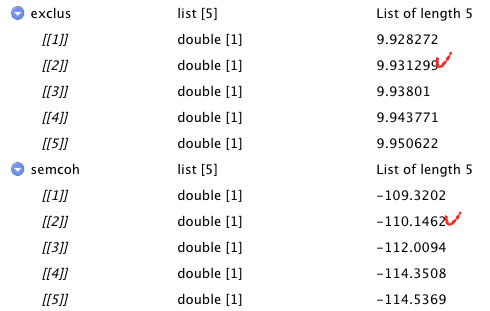 exclus list [5] List of length 5
[[1]] double [1] 9.928272
[[2]] double [1] 9.931299
[[3]] double [1] 9.93801
[[4]] double [1] 9.943771
[[5]] double [1] 9.950622
semcoh list [5] List of length 5
[[1]] double [1] -109.3202
[[2]] double [1] -110.1462
[[3]] double [1] -112.0094
[[4]] double [1] -114.3508
[[5]] double [1] -114.5369